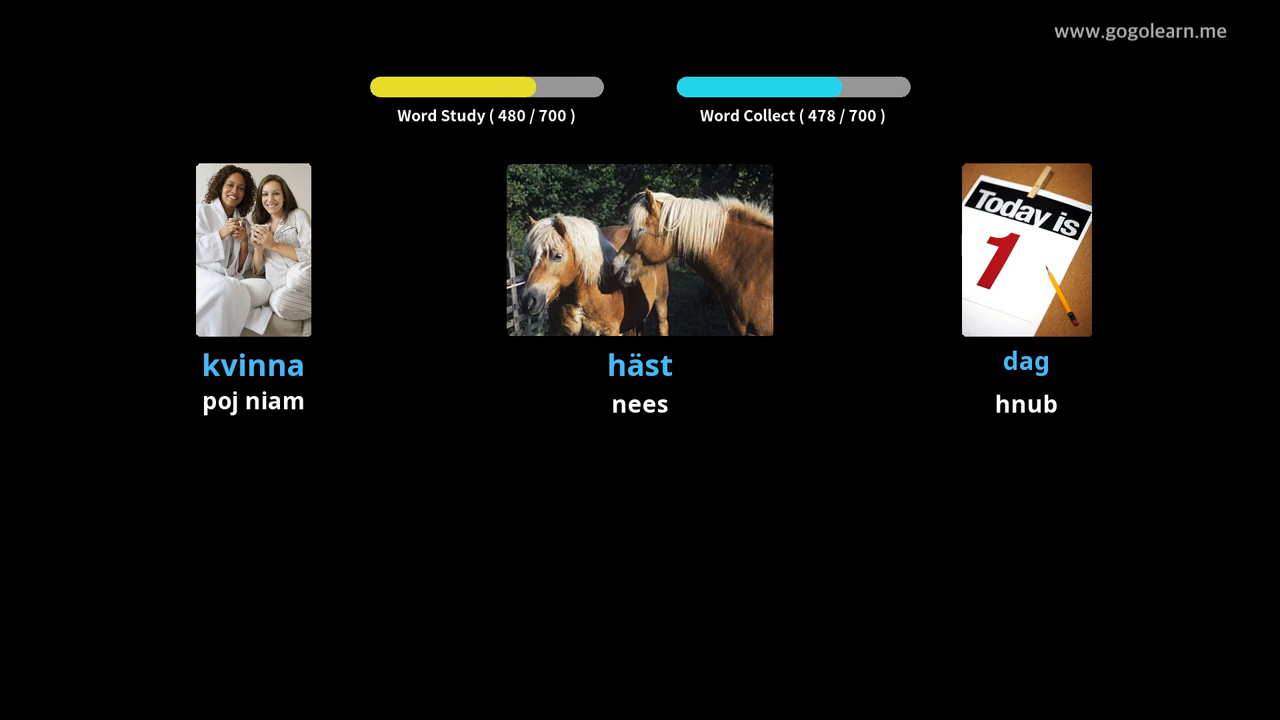 www.gogolearn.me
Word Study ( 480 / 700 )
Word Collect ( 478 / 700 )
Today is
1
kvinna
poj niam
häst
nees
dag
hnub